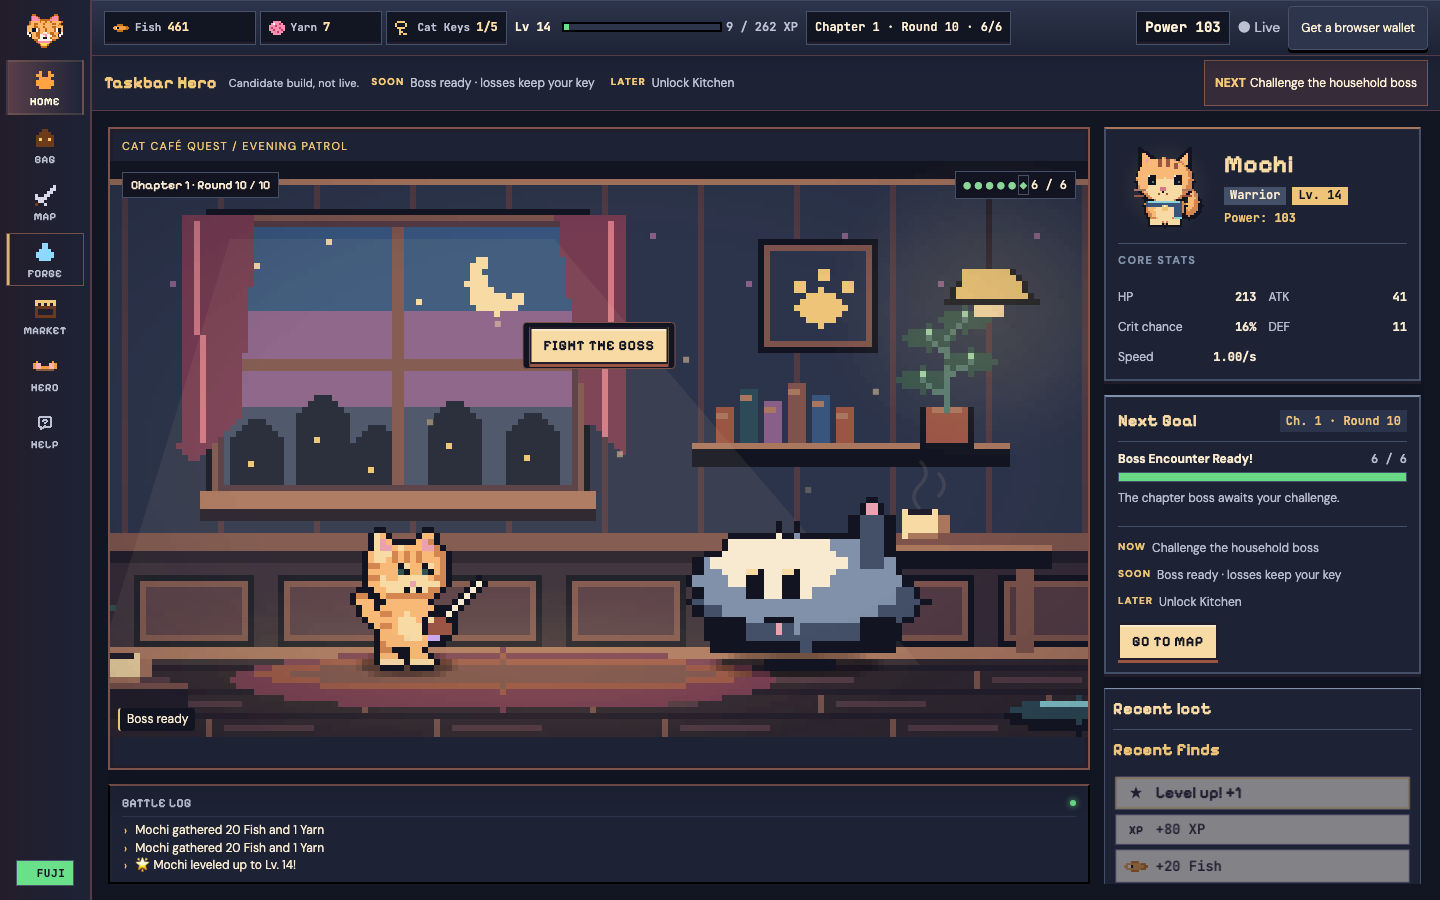 Fish 461
Yarn 7
Cat Keys 1/5
Lv 14
9 / 262 XP
Chapter 1 · Round 10 · 6/6
Power 103
Live
Get a browser wallet
Taskbar Hero
Candidate build, not live.
SOON Boss ready · losses keep your key
LATER Unlock Kitchen
NEXT Challenge the household boss
HOME
BAG
MAP
FORGE
MARKET
HERO
HELP
FUJI
CAT CAFÉ QUEST / EVENING PATROL
Chapter 1 · Round 10 / 10
6 / 6
FIGHT THE BOSS
Boss ready
BATTLE LOG
› Mochi gathered 20 Fish and 1 Yarn
› Mochi gathered 20 Fish and 1 Yarn
› 🌟 Mochi leveled up to Lv. 14!
Mochi
Warrior
Lv. 14
Power: 103
CORE STATS
HP 213 ATK 41
Crit chance 16% DEF 11
Speed 1.00/s
Next Goal
Ch. 1 · Round 10
Boss Encounter Ready! 6 / 6
The chapter boss awaits your challenge.
NOW Challenge the household boss
SOON Boss ready · losses keep your key
LATER Unlock Kitchen
GO TO MAP
Recent loot
Recent finds
★ Level up! +1
XP +80 XP
+20 Fish